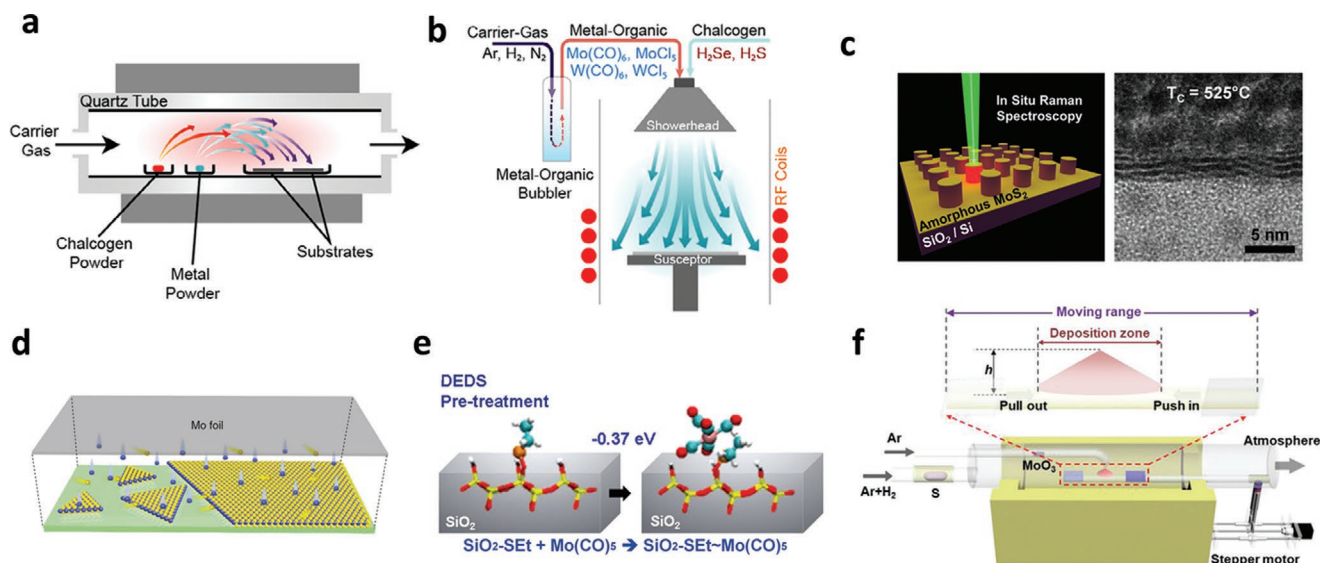 a
Quartz Tube
Carrier
Gas
Chalcogen
Powder
Metal
Powder
Substrates
b
Carrier-Gas
Metal-Organic
Chalcogen
Ar, H₂, N₂
Mo(CO)₆, MoCl₅
W(CO)₆, WCl₅
H₂Se, H₂S
Showerhead
Metal-Organic
Bubbler
RF Coils
Susceptor
c
In Situ Raman
Spectroscopy
Amorphous MoS₂
SiO₂ / Si
T_C = 525°C
5 nm
d
Mo foil
e
DEDS
Pre-treatment
-0.37 eV
SiO₂
SiO₂
SiO₂-SEt + Mo(CO)₅ → SiO₂-SEt~Mo(CO)₅
f
Moving range
Deposition zone
h
Pull out
Push in
Ar
MoO₃
Atmosphere
Ar+H₂
S
Stepper motor